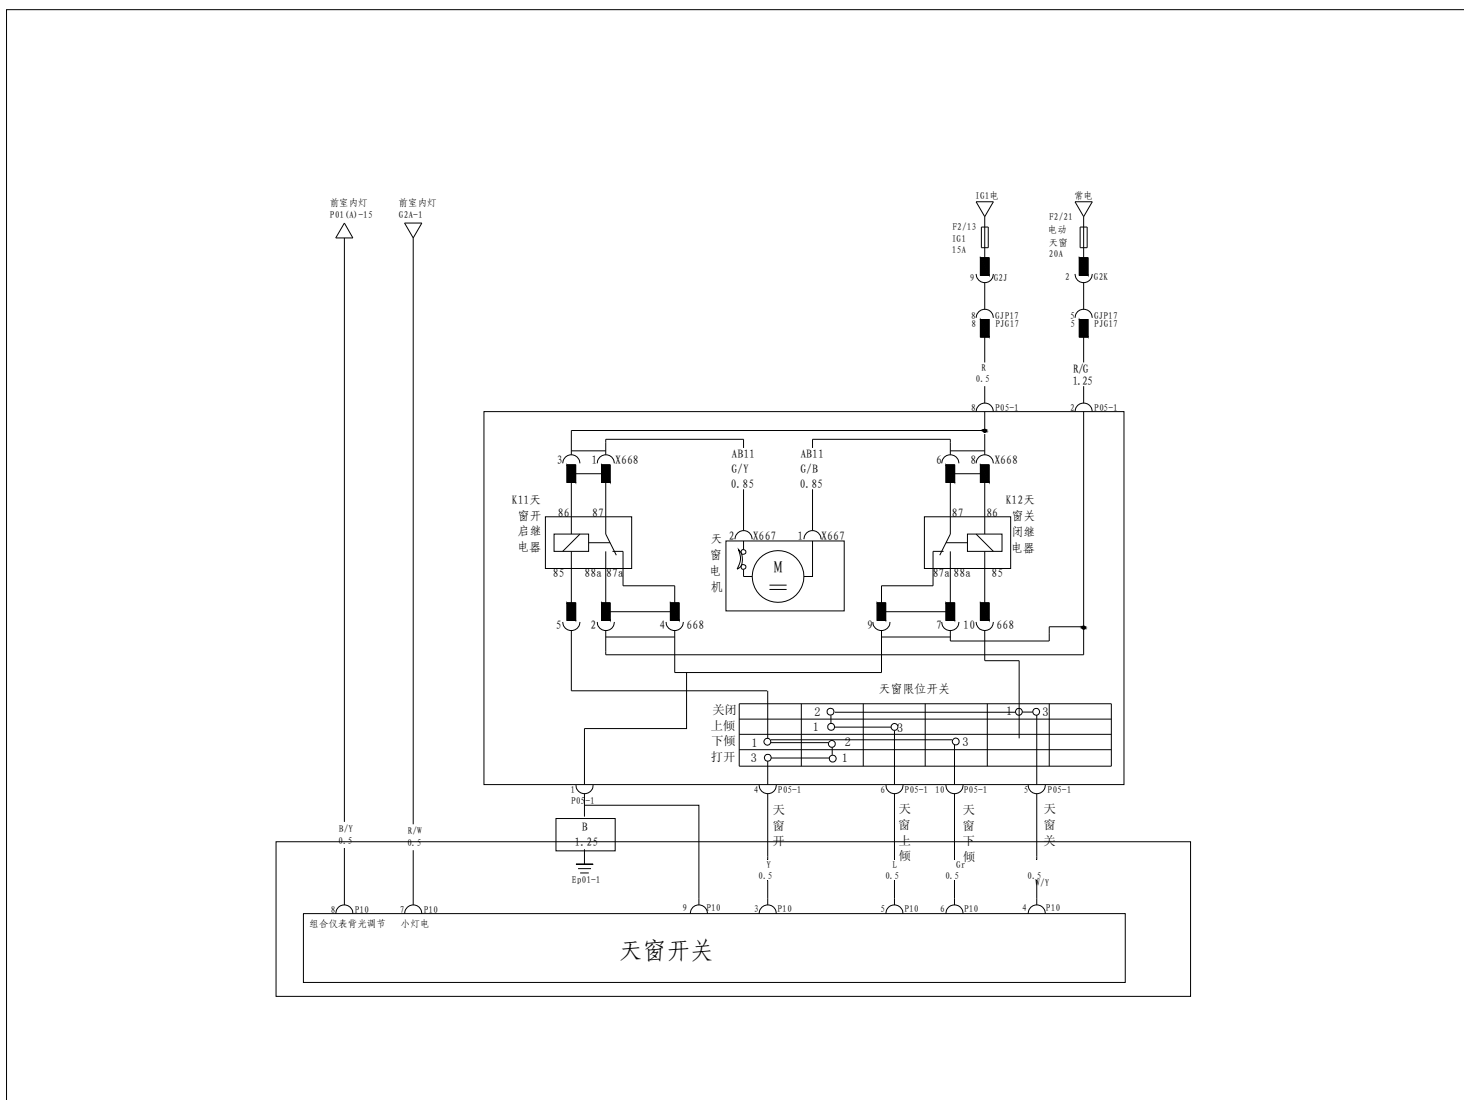 前室内灯
P01(A)-15
前室内灯
G2A-1
IG1电
常电
F2/13
IG1
15A
F2/21
电动
天窗
20A
9 G2J
2 G2K
8 GJP17
8 PJG17
5 GJP17
5 PJG17
R
0.5
R/G
1.25
8 P05-1
2 P05-1
3 1 X668
AB11
G/Y
0.85
AB11
G/B
0.85
6 8 X668
K11天
窗开
启继
电器
86 87
85 88a 87a
天
窗
电
机
2 X667
1 X667
M
87 86
87a 88a 85
K12天
窗关
闭继
电器
5 2 4 668
9 7 10 668
天窗限位开关
关闭 2 1 3
上倾 1 3
下倾 1 2 3
打开 3 1
1
P05-1
4 P05-1
6 P05-1
10 P05-1
5 P05-1
天
窗
开
天
窗
上
倾
天
窗
下
倾
天
窗
关
B/Y
0.5
R/W
0.5
B
1.25
Ep01-1
Y
0.5
L
0.5
Gr
0.5
0.5
W/Y
8 P10
7 P10
9 P10
3 P10
5 P10
6 P10
4 P10
组合仪表背光调节
小灯电
天窗开关